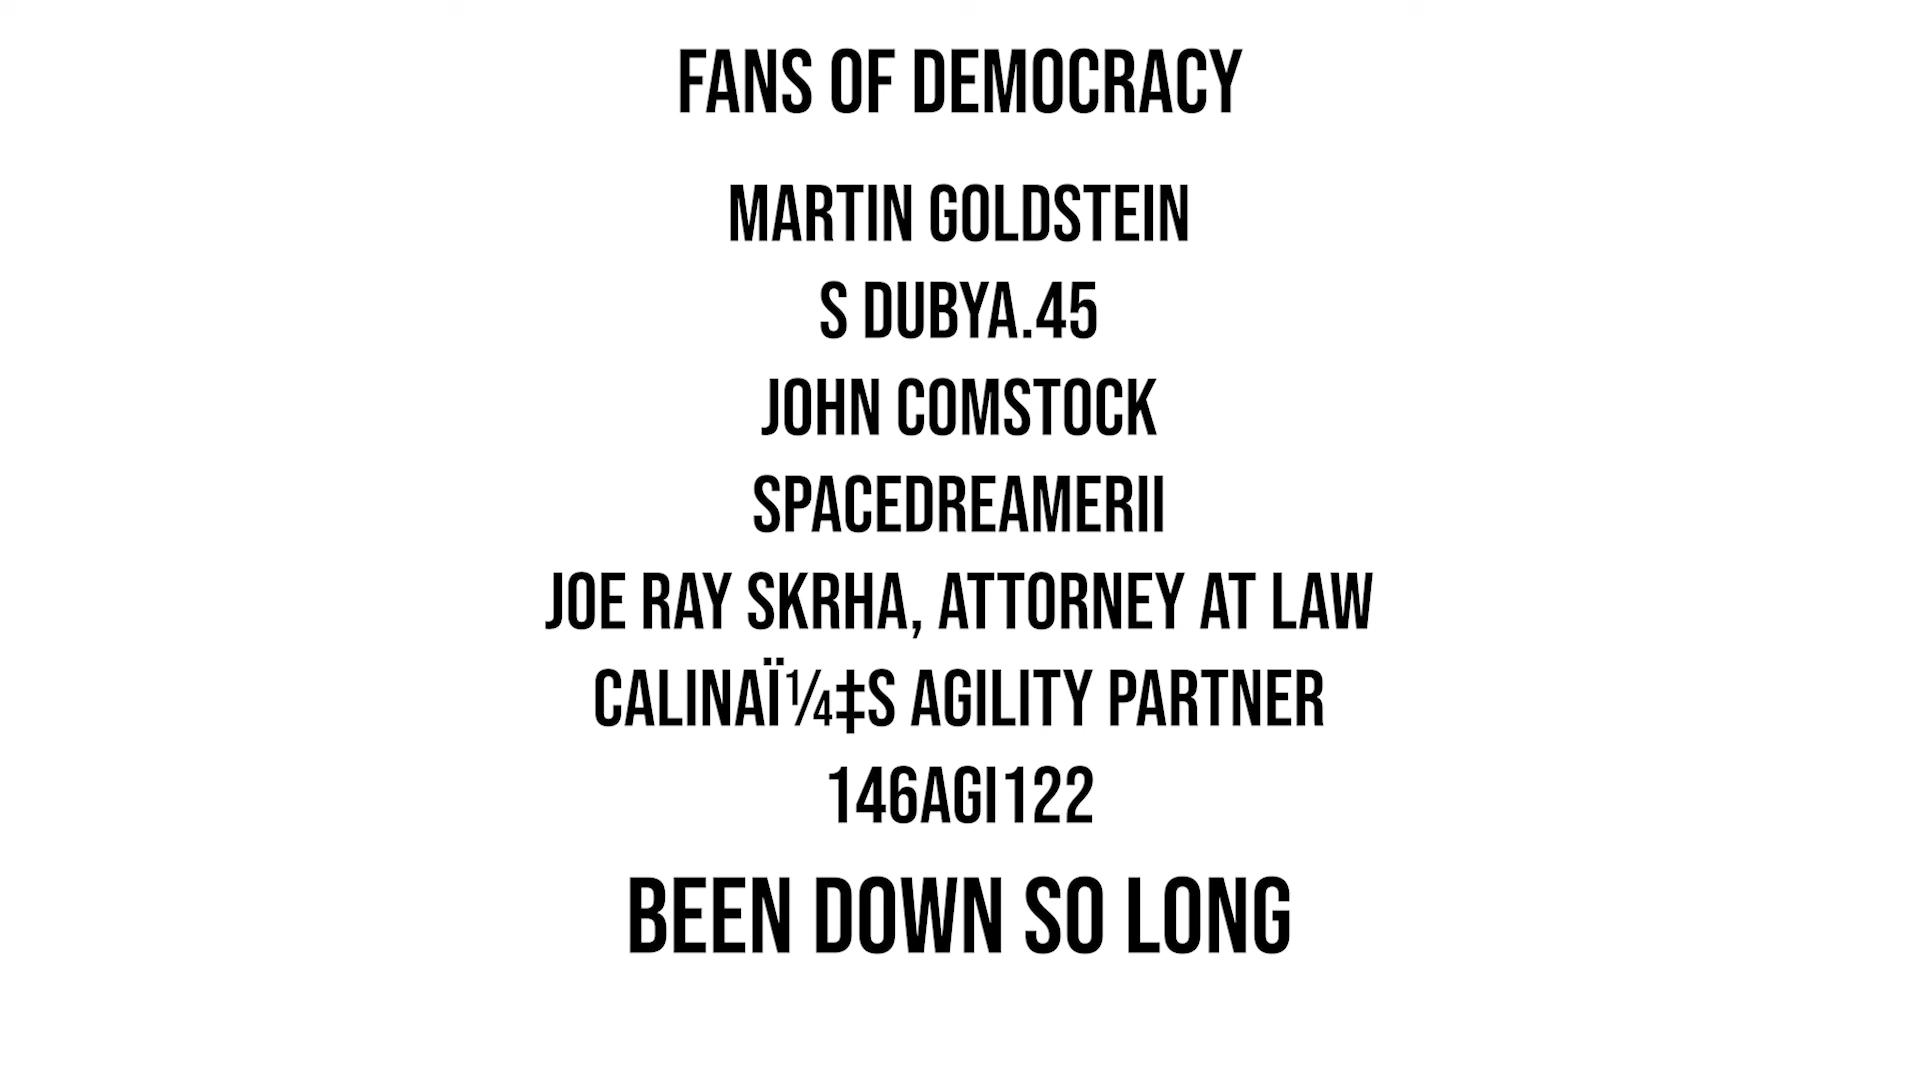 FANS OF DEMOCRACY
MARTIN GOLDSTEIN
S DUBYA.45
JOHN COMSTOCK
SPACEDREAMERII
JOE RAY SKRHA, ATTORNEY AT LAW
CALINAÏ¼‡S AGILITY PARTNER
146AGI122
BEEN DOWN SO LONG